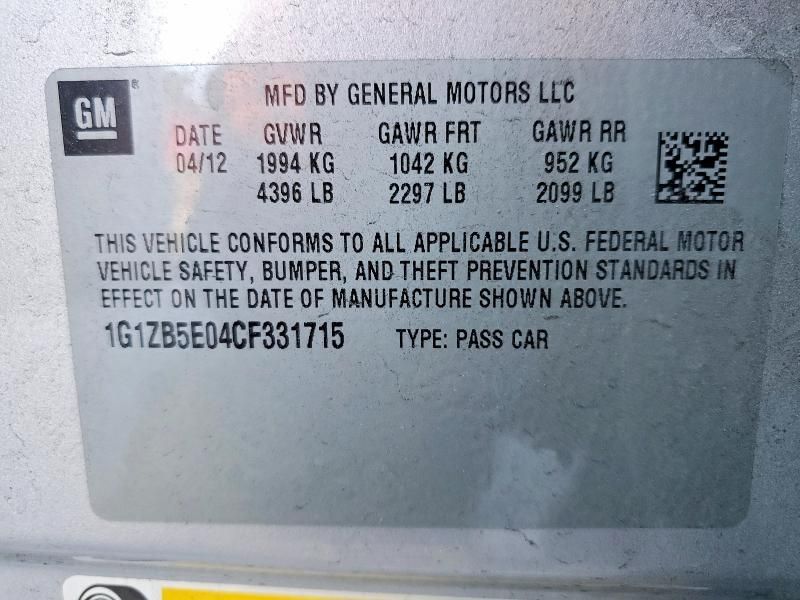 GM ®
MFD BY GENERAL MOTORS LLC
DATE GVWR GAWR FRT GAWR RR
04/12 1994 KG 1042 KG 952 KG
4396 LB 2297 LB 2099 LB
THIS VEHICLE CONFORMS TO ALL APPLICABLE U.S. FEDERAL MOTOR
VEHICLE SAFETY, BUMPER, AND THEFT PREVENTION STANDARDS IN
EFFECT ON THE DATE OF MANUFACTURE SHOWN ABOVE.
1G1ZB5E04CF331715 TYPE: PASS CAR